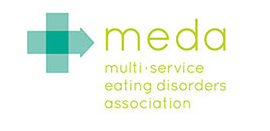 meda
multi·service
eating disorders
association